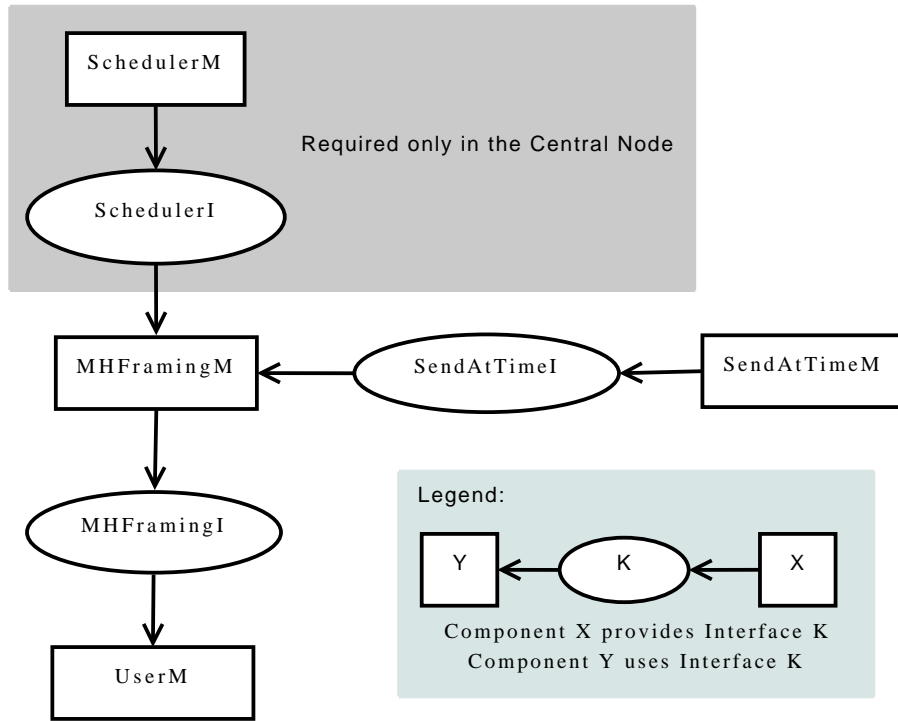 SchedulerM
Required only in the Central Node
SchedulerI
MHFramingM
SendAtTimeI
SendAtTimeM
MHFramingI
Legend:
Y
K
X
Component X provides Interface K
Component Y uses Interface K
UserM